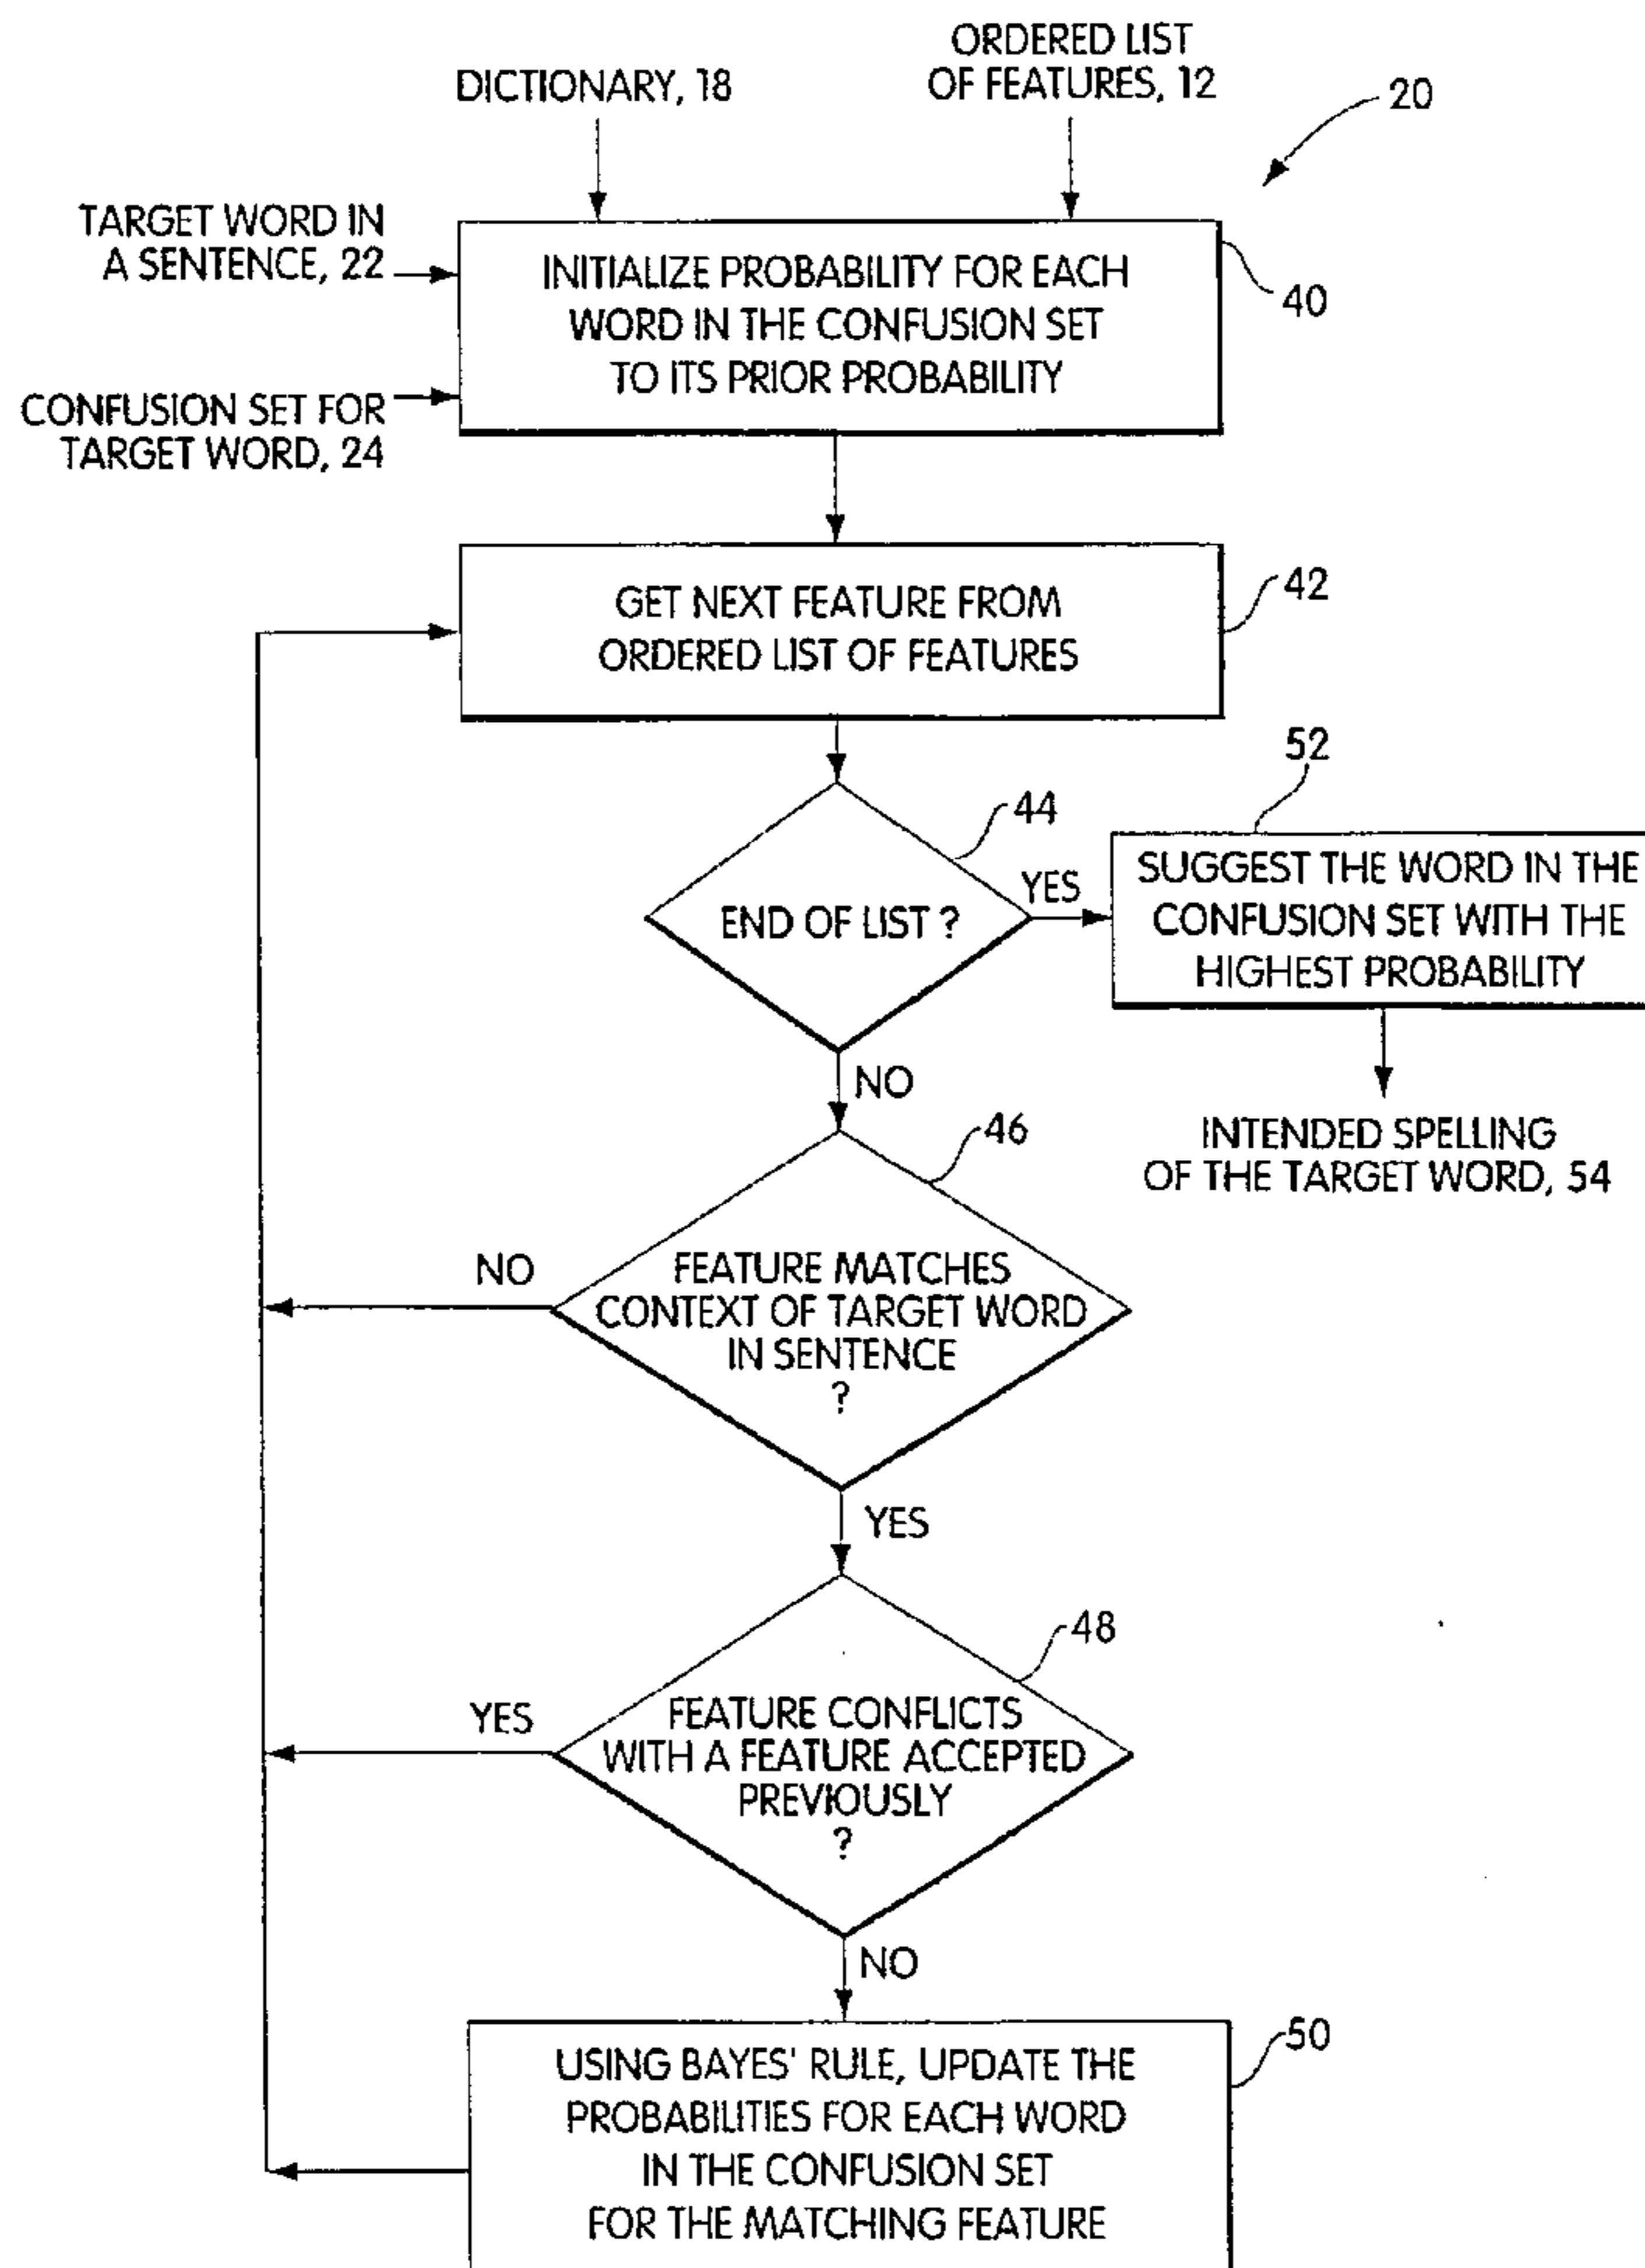 ORDERED LIST
OF FEATURES, 12
DICTIONARY, 18
20
TARGET WORD IN
A SENTENCE, 22
CONFUSION SET FOR
TARGET WORD, 24
INITIALIZE PROBABILITY FOR EACH
WORD IN THE CONFUSION SET
TO ITS PRIOR PROBABILITY
40
GET NEXT FEATURE FROM
ORDERED LIST OF FEATURES
42
END OF LIST ?
44
YES
52
SUGGEST THE WORD IN THE
CONFUSION SET WITH THE
HIGHEST PROBABILITY
INTENDED SPELLING
OF THE TARGET WORD, 54
NO
46
FEATURE MATCHES
CONTEXT OF TARGET WORD
IN SENTENCE
?
NO
YES
48
FEATURE CONFLICTS
WITH A FEATURE ACCEPTED
PREVIOUSLY
?
YES
NO
50
USING BAYES' RULE, UPDATE THE
PROBABILITIES FOR EACH WORD
IN THE CONFUSION SET
FOR THE MATCHING FEATURE